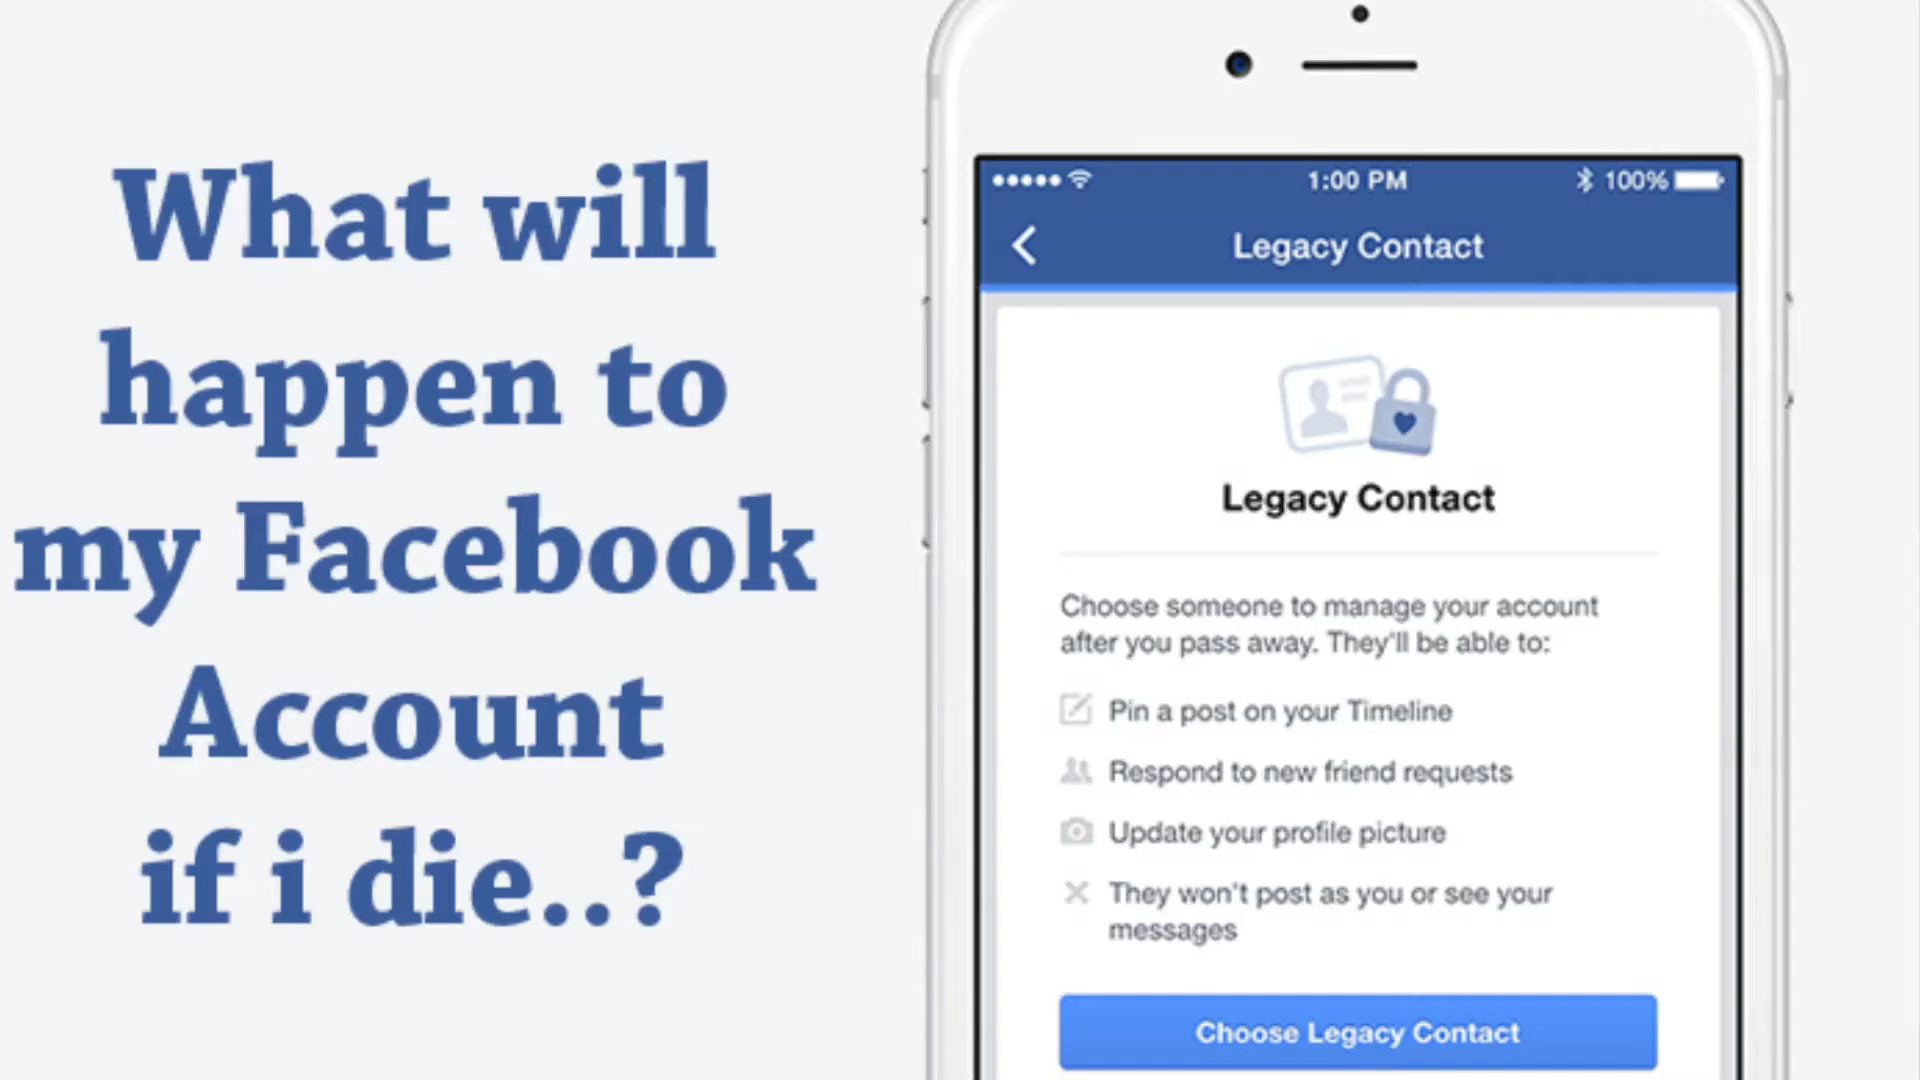 What will
happen to
my Facebook
Account
if i die..?
1:00 PM
100%
Legacy Contact
Legacy Contact
Choose someone to manage your account
after you pass away. They'll be able to:
Pin a post on your Timeline
Respond to new friend requests
Update your profile picture
They won't post as you or see your
messages
Choose Legacy Contact